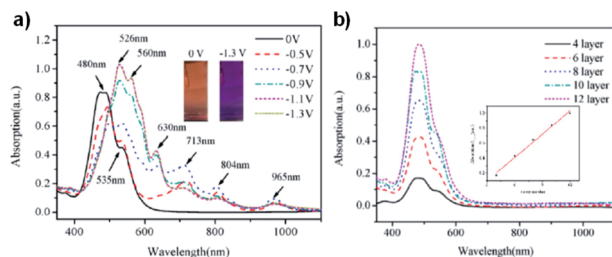 a)
526nm
560nm
480nm
535nm
630nm
713nm
804nm
965nm
0 V
-1.3 V
0V
-0.5V
-0.7V
-0.9V
-1.1V
-1.3V
1.0
0.8
0.6
0.4
0.2
0.0
Absorption(a.u.)
400
600
800
1000
Wavelength(nm)
b)
4 layer
6 layer
8 layer
10 layer
12 layer
1.0
0.8
0.6
0.4
0.2
0.0
Absorption(a.u.)
400
600
800
1000
Wavelength(nm)